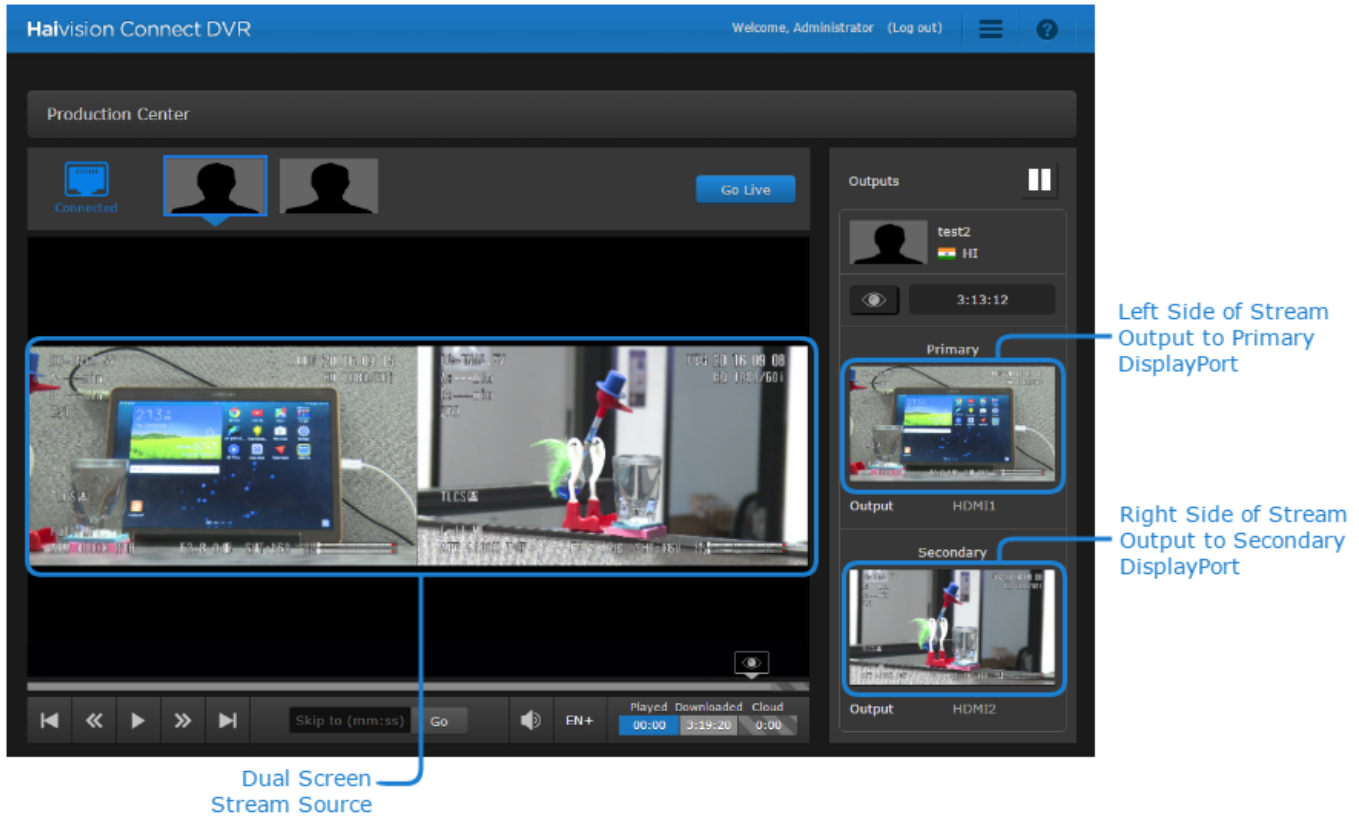 Haivision Connect DVR
Welcome, Administrator (Log out)
Production Center
Connected
Go Live
Outputs
test2
HI
3:13:12
Primary
Output HDMI1
Secondary
Output HDMI2
2:13
TLCS
Skip to (mm:ss) Go
EN+
Played Downloaded Cloud
00:00 3:19:20 0:00
Left Side of Stream
Output to Primary
DisplayPort
Right Side of Stream
Output to Secondary
DisplayPort
Dual Screen
Stream Source